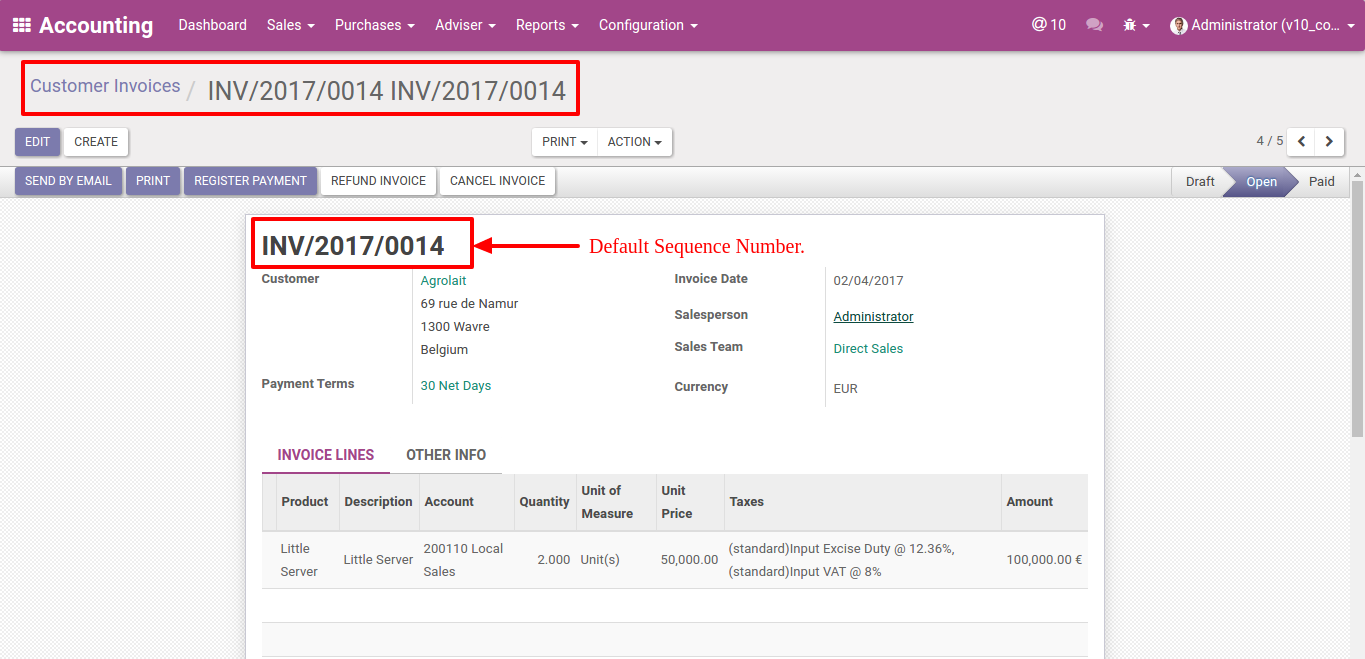 Accounting Dashboard Sales Purchases Adviser Reports Configuration @ 10 Administrator (v10_co...
Customer Invoices / INV/2017/0014 INV/2017/0014
EDIT CREATE PRINT ACTION 4 / 5
SEND BY EMAIL PRINT REGISTER PAYMENT REFUND INVOICE CANCEL INVOICE Draft Open Paid
INV/2017/0014 Default Sequence Number.
Customer Agrolait Invoice Date 02/04/2017
69 rue de Namur
Salesperson Administrator
1300 Wavre
Sales Team Direct Sales
Belgium
Payment Terms 30 Net Days Currency EUR
INVOICE LINES OTHER INFO
Product Description Account Quantity Unit of Measure Unit Price Taxes Amount
Little Server Little Server 200110 Local Sales 2.000 Unit(s) 50,000.00 (standard)Input Excise Duty @ 12.36%, (standard)Input VAT @ 8% 100,000.00 €